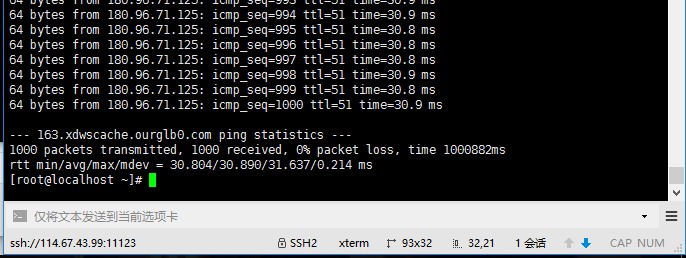 64 bytes from 180.96.71.125: icmp_seq=993 ttl=51 time=30.9 ms
64 bytes from 180.96.71.125: icmp_seq=994 ttl=51 time=30.9 ms
64 bytes from 180.96.71.125: icmp_seq=995 ttl=51 time=30.8 ms
64 bytes from 180.96.71.125: icmp_seq=996 ttl=51 time=30.8 ms
64 bytes from 180.96.71.125: icmp_seq=997 ttl=51 time=30.8 ms
64 bytes from 180.96.71.125: icmp_seq=998 ttl=51 time=30.9 ms
64 bytes from 180.96.71.125: icmp_seq=999 ttl=51 time=30.8 ms
64 bytes from 180.96.71.125: icmp_seq=1000 ttl=51 time=30.9 ms
--- 163.xdwscache.ourglb0.com ping statistics ---
1000 packets transmitted, 1000 received, 0% packet loss, time 1000882ms
rtt min/avg/max/mdev = 30.804/30.890/31.637/0.214 ms
[root@localhost ~]#
仅将文本发送到当前选项卡
ssh://114.67.43.99:11123 SSH2 xterm 93x32 32,21 1 会话 CAP NUM